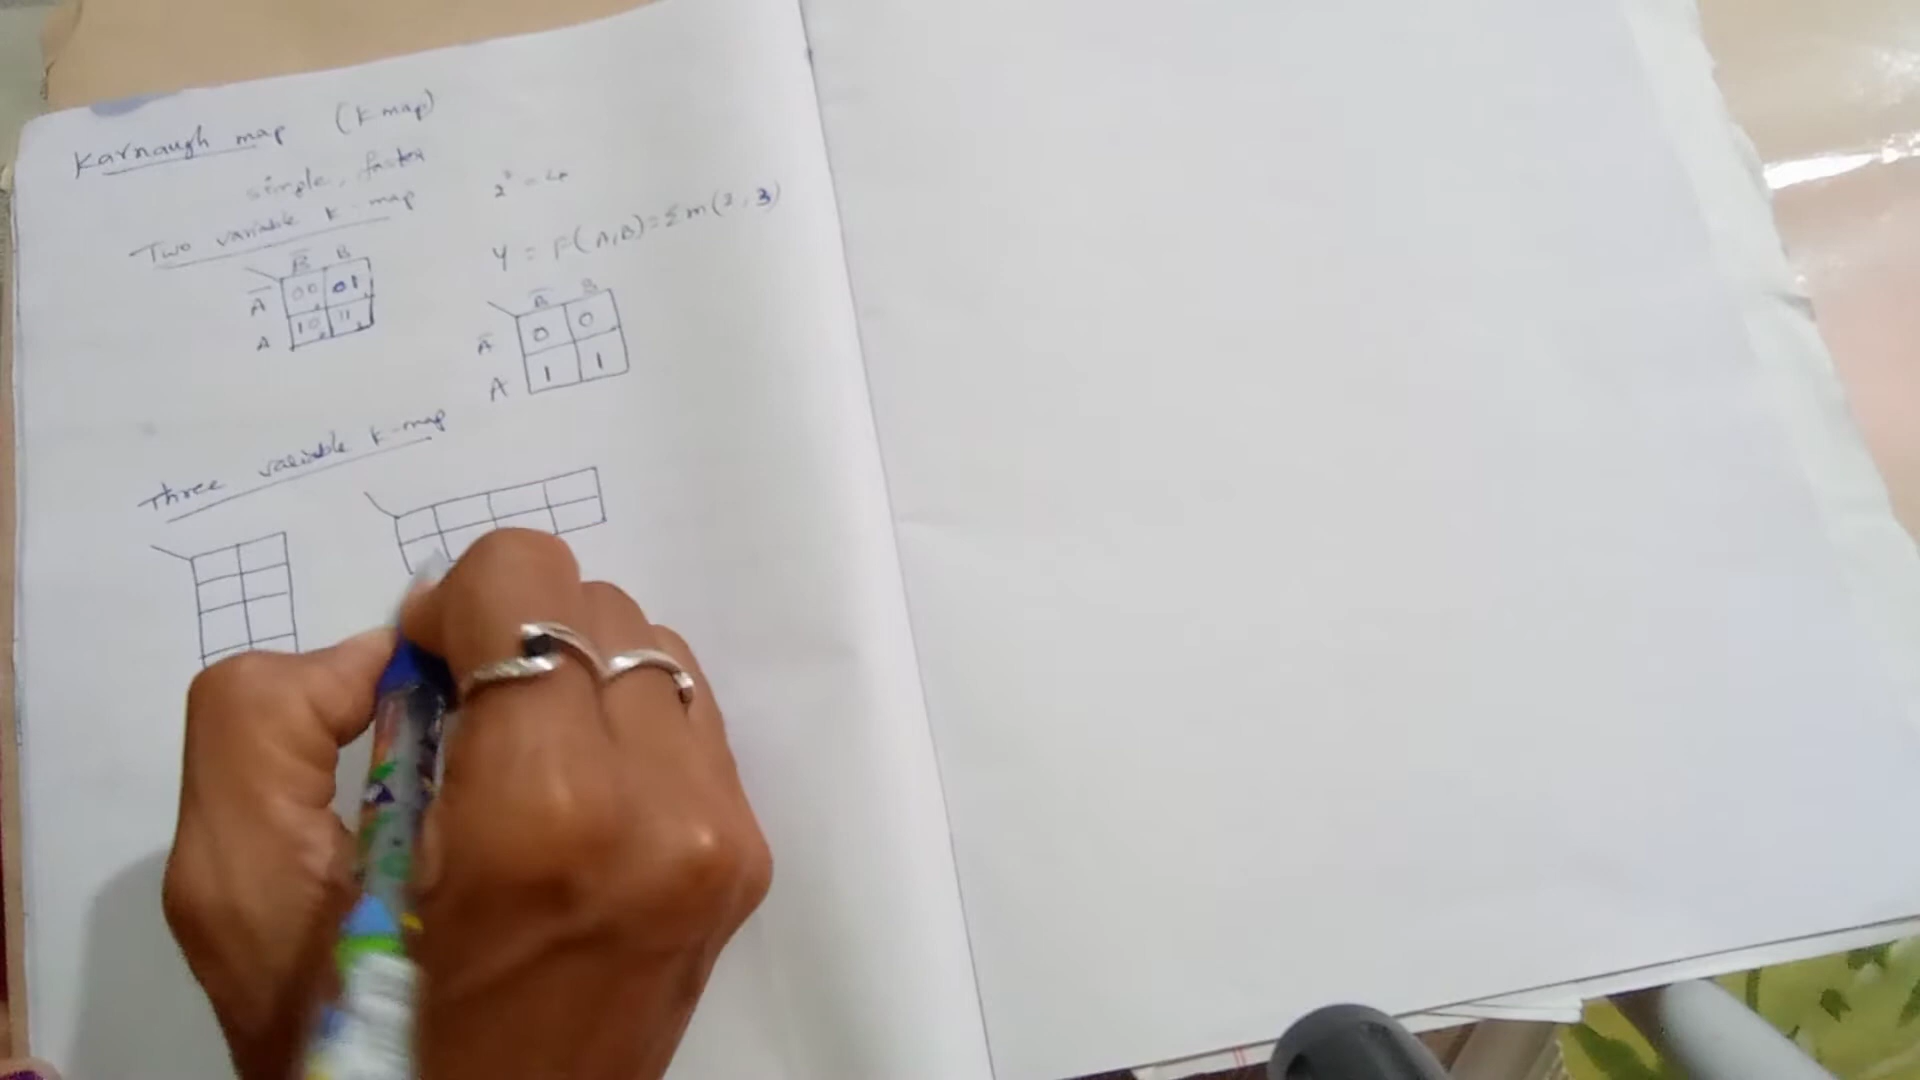 Karnaugh map (K map)
simple, faster
Two variable K-map
2² = 4
Y = F(A,B) = Σm(2,3)
B̅ B
A̅ 00 01
A 10 11
B̅ B
A̅ 0 0
A 1 1
Three variable K-map